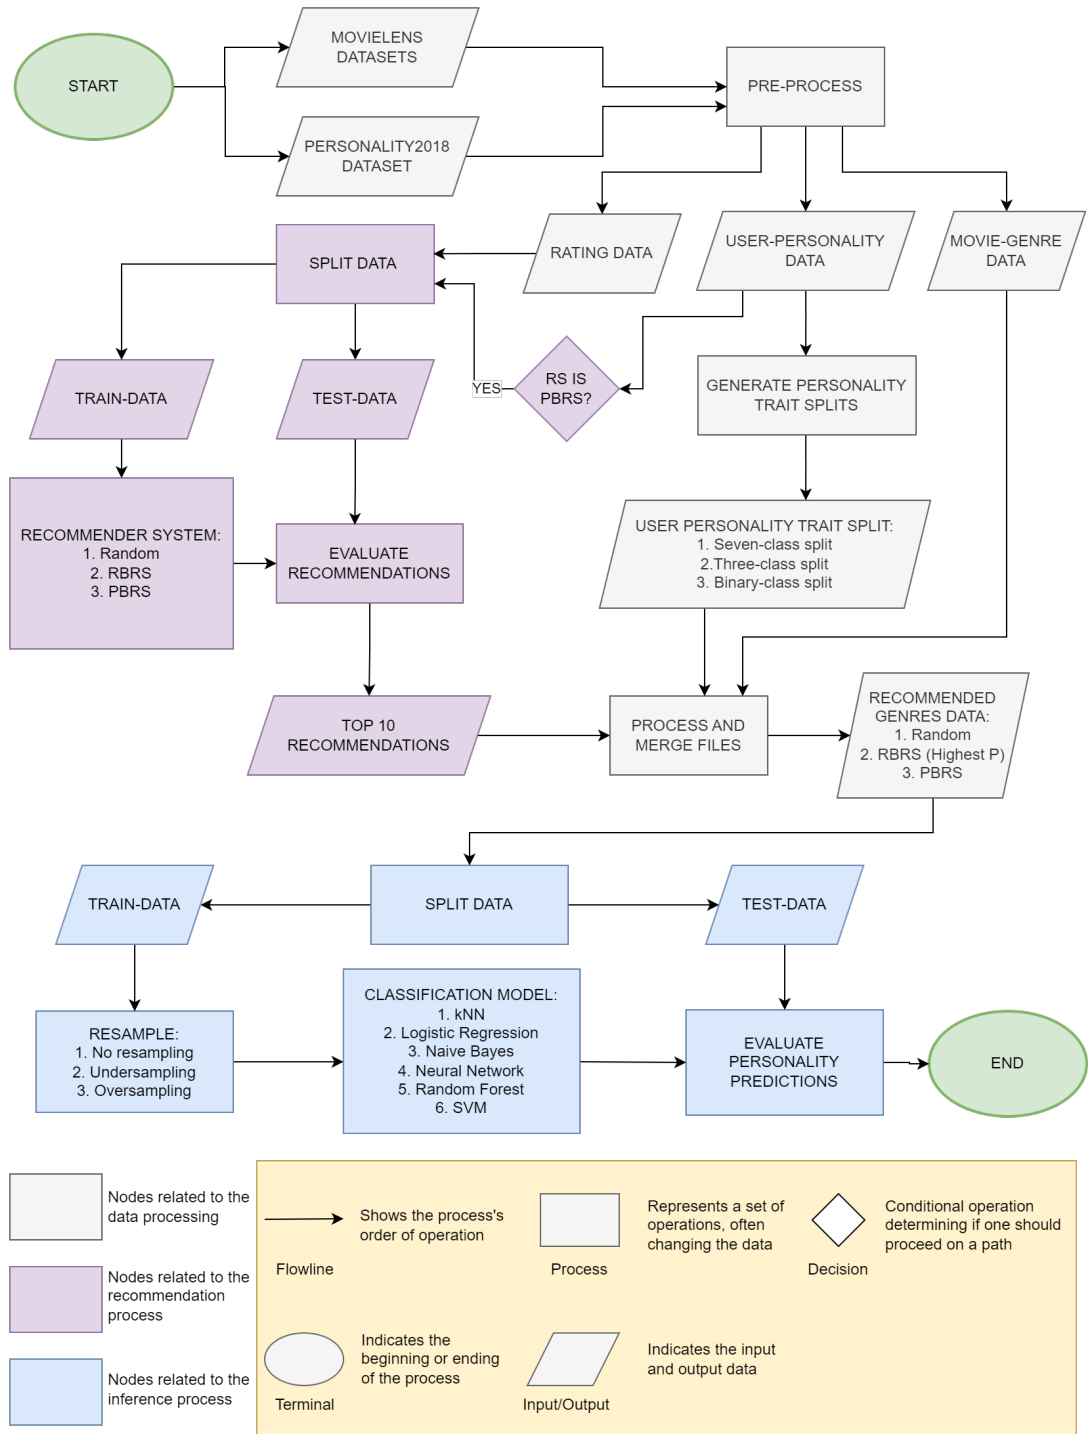 START
MOVIELENS
DATASETS
PERSONALITY2018
DATASET
PRE-PROCESS
RATING DATA
USER-PERSONALITY
DATA
MOVIE-GENRE
DATA
SPLIT DATA
TRAIN-DATA
TEST-DATA
YES
RS IS
PBRS?
GENERATE PERSONALITY
TRAIT SPLITS
RECOMMENDER SYSTEM:
1. Random
2. RBRS
3. PBRS
EVALUATE
RECOMMENDATIONS
USER PERSONALITY TRAIT SPLIT:
1. Seven-class split
2.Three-class split
3. Binary-class split
TOP 10
RECOMMENDATIONS
PROCESS AND
MERGE FILES
RECOMMENDED
GENRES DATA:
1. Random
2. RBRS (Highest P)
3. PBRS
TRAIN-DATA
SPLIT DATA
TEST-DATA
RESAMPLE:
1. No resampling
2. Undersampling
3. Oversampling
CLASSIFICATION MODEL:
1. kNN
2. Logistic Regression
3. Naive Bayes
4. Neural Network
5. Random Forest
6. SVM
EVALUATE
PERSONALITY
PREDICTIONS
END
Nodes related to the
data processing
Nodes related to the
recommendation
process
Nodes related to the
inference process
Shows the process's
order of operation
Flowline
Represents a set of
operations, often
changing the data
Process
Conditional operation
determining if one should
proceed on a path
Decision
Indicates the
beginning or ending
of the process
Terminal
Indicates the input
and output data
Input/Output